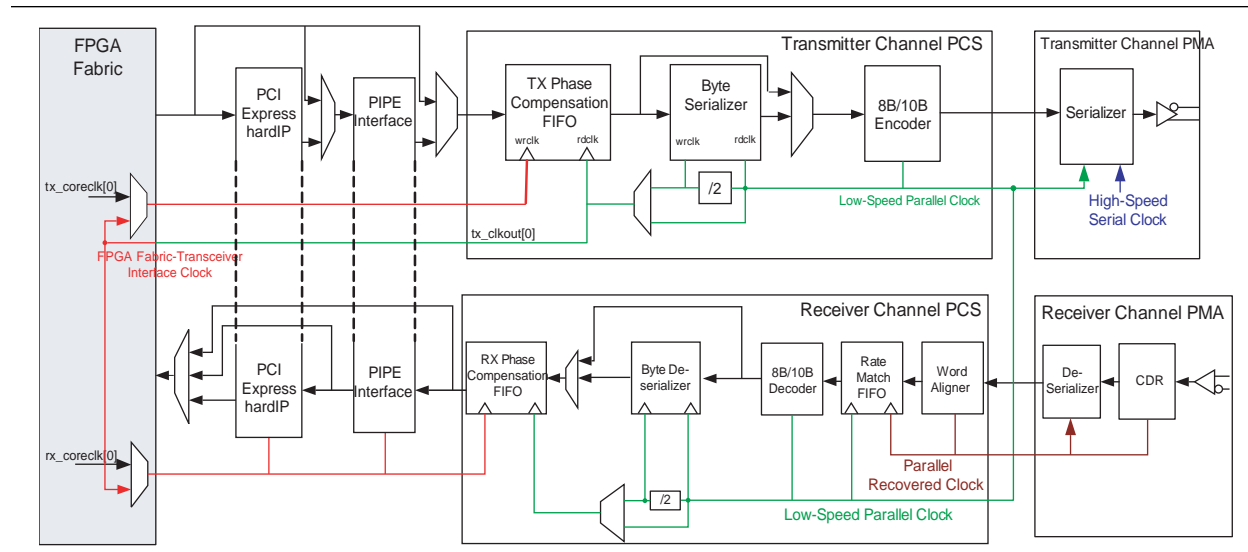 FPGA
Fabric
Transmitter Channel PCS
Transmitter Channel PMA
PCI
Express
hardIP
PIPE
Interface
TX Phase
Compensation
FIFO
wrclk
rdclk
Byte
Serializer
wrclk
rdclk
8B/10B
Encoder
Serializer
/2
tx_coreclk[0]
Low-Speed Parallel Clock
High-Speed
Serial Clock
tx_clkout[0]
FPGA Fabric-Transceiver
Interface Clock
Receiver Channel PCS
Receiver Channel PMA
PCI
Express
hardIP
PIPE
Interface
RX Phase
Compensation
FIFO
Byte De-
serializer
8B/10B
Decoder
Rate
Match
FIFO
Word
Aligner
De-
Serializer
CDR
rx_coreclk[0]
Parallel
Recovered Clock
/2
Low-Speed Parallel Clock